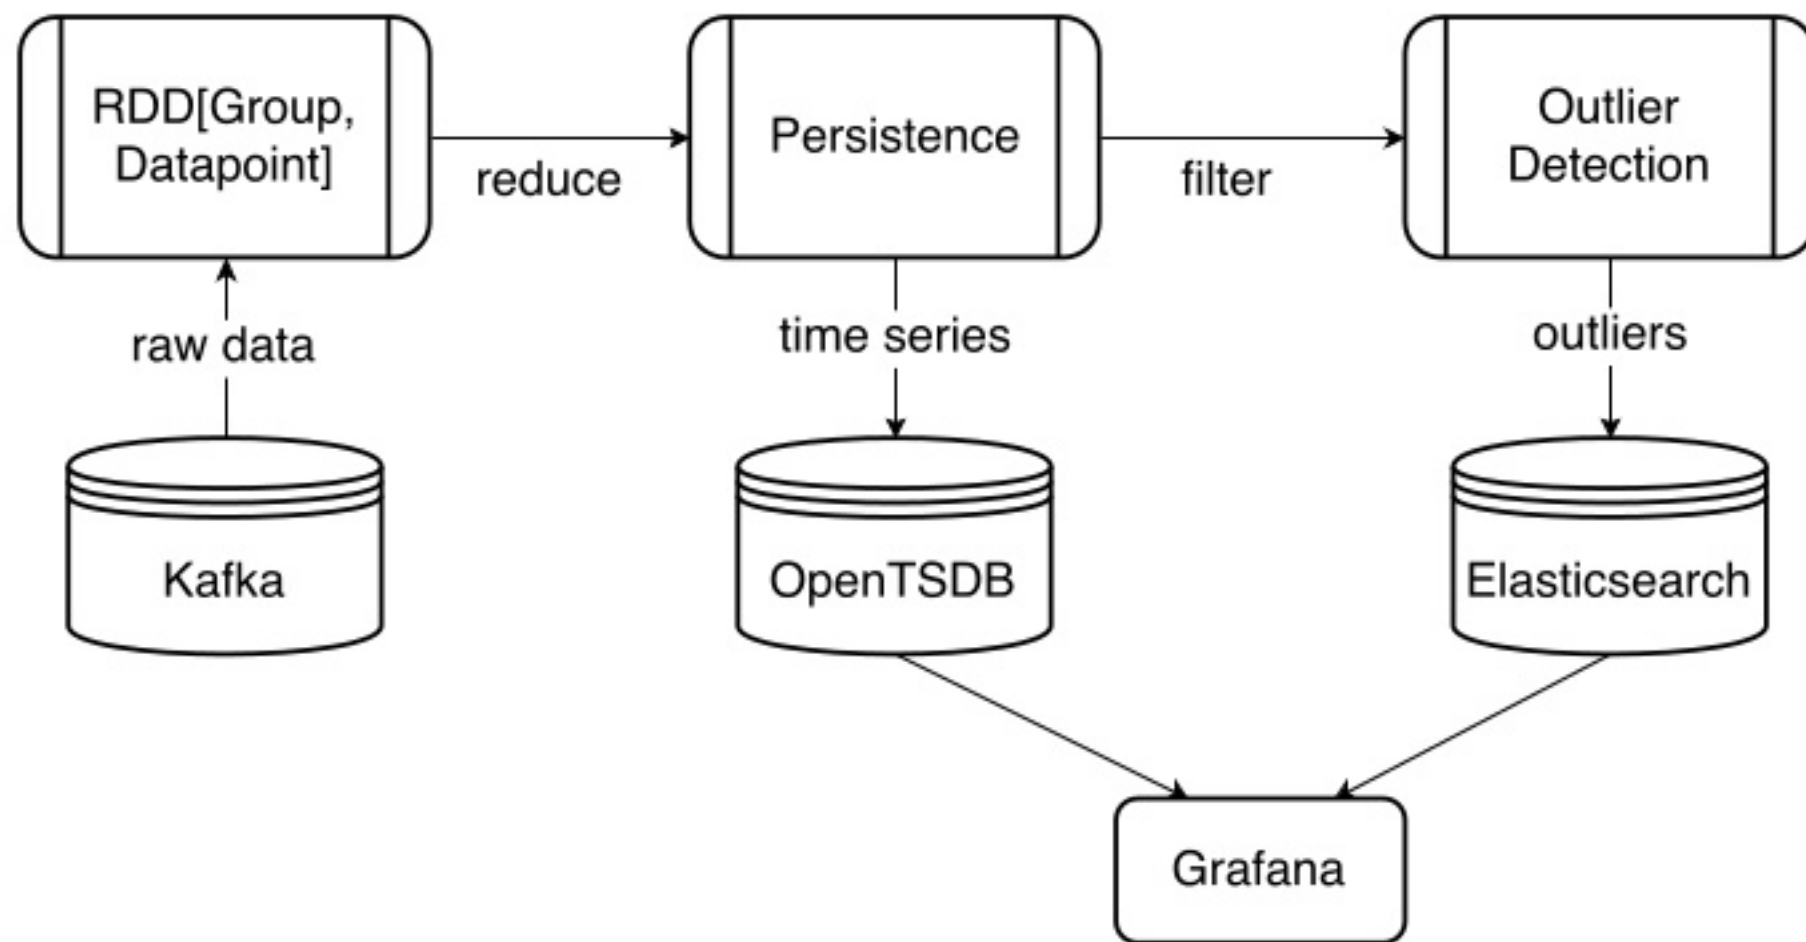 RDD[Group,
Datapoint]
reduce
Persistence
filter
Outlier
Detection
raw data
time series
outliers
Kafka
OpenTSDB
Elasticsearch
Grafana